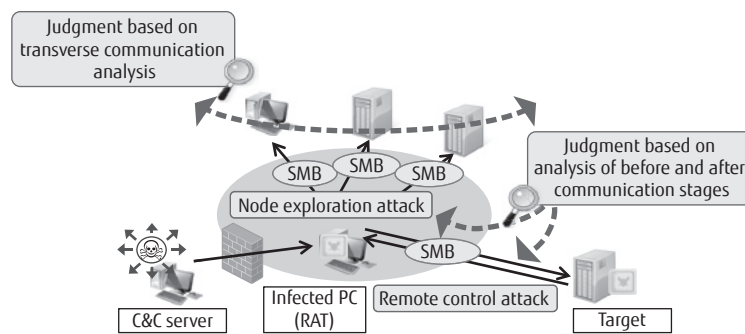 Judgment based on
transverse communication
analysis
Judgment based on
analysis of before and after
communication stages
SMB
SMB
SMB
Node exploration attack
SMB
Remote control attack
C&C server
Infected PC
(RAT)
Target